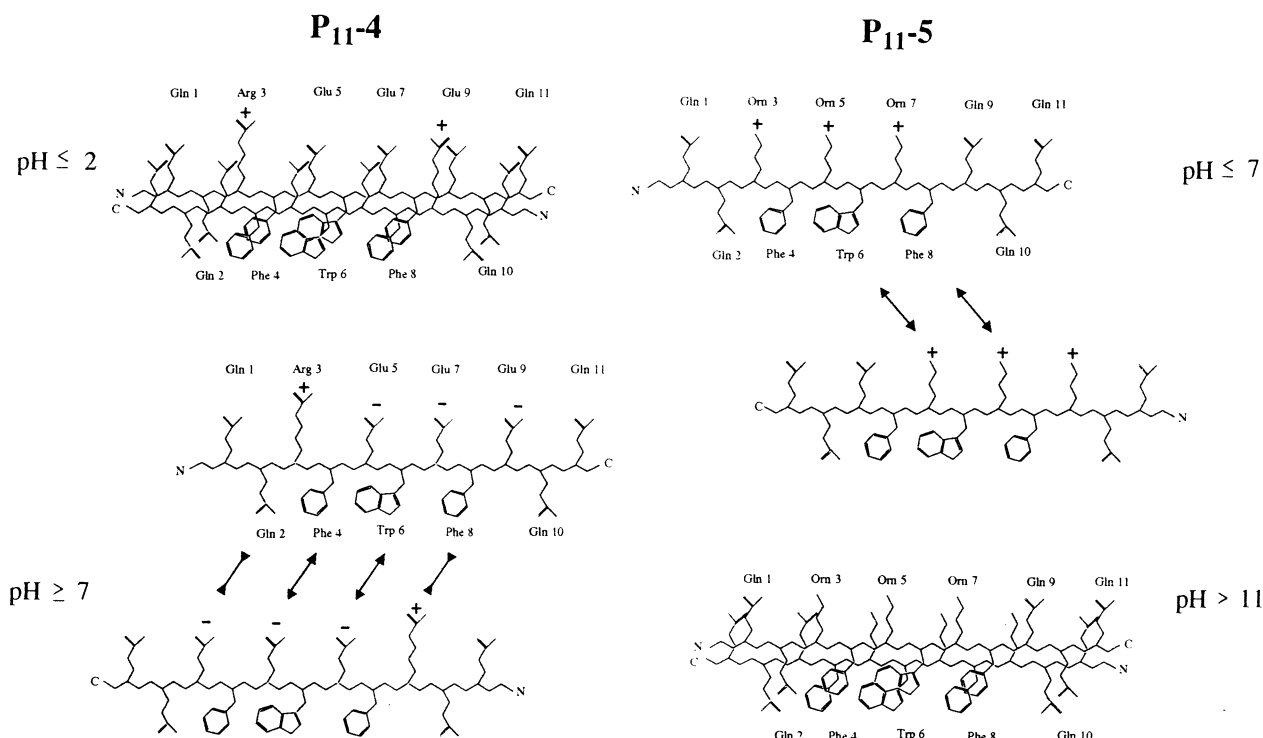 P11-4
P11-5
Gln 1 Arg 3 Glu 5 Glu 7 Glu 9 Gln 11
+ +
pH ≤ 2
N C
C N
Gln 2 Phe 4 Trp 6 Phe 8 Gln 10
Gln 1 Orn 3 Orn 5 Orn 7 Gln 9 Gln 11
+ + +
pH ≤ 7
N C
Gln 2 Phe 4 Trp 6 Phe 8 Gln 10
+ + +
C N
Gln 1 Arg 3 Glu 5 Glu 7 Glu 9 Gln 11
+ - - -
N C
Gln 2 Phe 4 Trp 6 Phe 8 Gln 10
pH ≥ 7
- - - +
C N
Gln 1 Orn 3 Orn 5 Orn 7 Gln 9 Gln 11
pH > 11
N C
C N
Gln 2 Phe 4 Trp 6 Phe 8 Gln 10